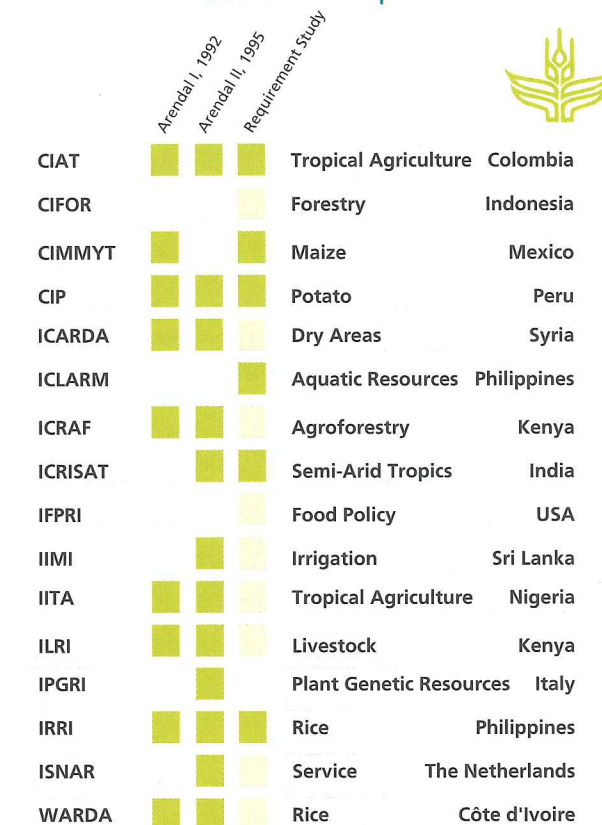 Arendal I, 1992
Arendal II, 1995
Requirement Study
CIAT Tropical Agriculture Colombia
CIFOR Forestry Indonesia
CIMMYT Maize Mexico
CIP Potato Peru
ICARDA Dry Areas Syria
ICLARM Aquatic Resources Philippines
ICRAF Agroforestry Kenya
ICRISAT Semi-Arid Tropics India
IFPRI Food Policy USA
IIMI Irrigation Sri Lanka
IITA Tropical Agriculture Nigeria
ILRI Livestock Kenya
IPGRI Plant Genetic Resources Italy
IRRI Rice Philippines
ISNAR Service The Netherlands
WARDA Rice Côte d'Ivoire